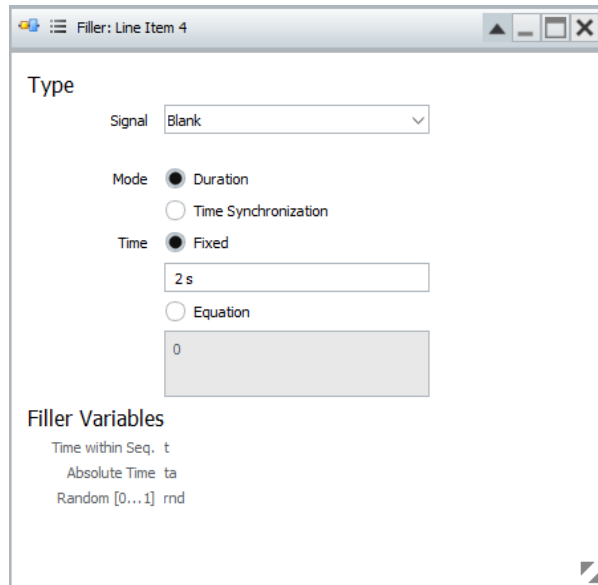 Filler: Line Item 4
Type
Signal Blank
Mode Duration
Time Synchronization
Time Fixed
2 s
Equation
0
Filler Variables
Time within Seq. t
Absolute Time ta
Random [0...1] rnd